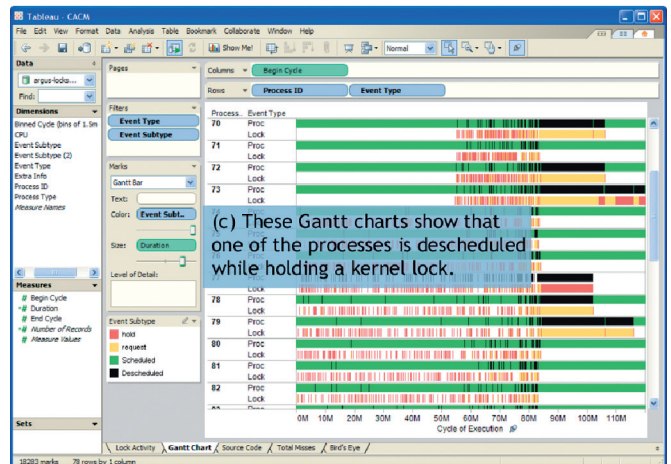 Tableau - CACM
File Edit View Format Data Analysis Table Bookmark Collaborate Window Help
Show Me! Normal
Data
argus-locks...
Find:
Dimensions
Binned Cycle (bins of 1.5m
CPU
Event Subtype
Event Subtype (2)
Event Type
Extra Info
Process ID
Process Type
Measure Names
Measures
Begin Cycle
Duration
End Cycle
Number of Records
Measure Values
Sets
Pages
Filters
Event Type
Event Subtype
Marks
Gantt Bar
Text:
Color: Event Subt..
Size: Duration
Level of Detail:
Event Subtype
hold
request
Scheduled
Descheduled
Columns Begin Cycle
Rows Process ID Event Type
Process.. Event Type
70 Proc
Lock
71 Proc
Lock
72 Proc
Lock
73 Proc
Lock
(c) These Gantt charts show that
one of the processes is descheduled
while holding a kernel lock.
Lock
78 Proc
Lock
79 Proc
Lock
80 Proc
Lock
81 Proc
Lock
82 Proc
Lock
0M 10M 20M 30M 40M 50M 60M 70M 80M 90M 100M 110M
Cycle of Execution
Lock Activity Gantt Chart Source Code Total Misses Bird's Eye
18283 marks 78 rows by 1 column